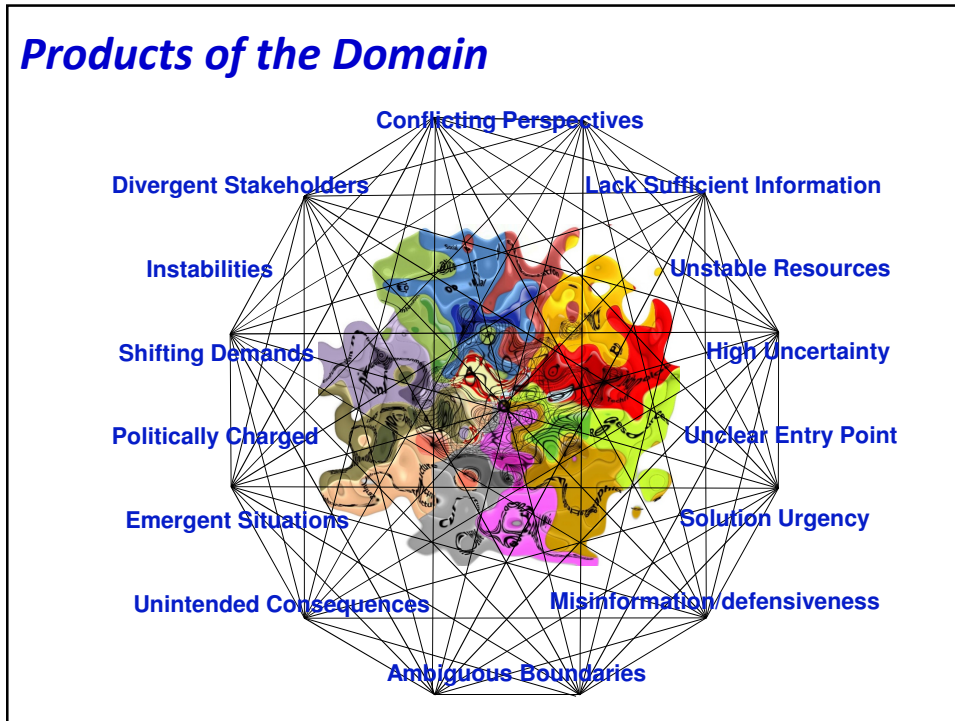 Products of the Domain
Conflicting Perspectives
Divergent Stakeholders
Lack Sufficient Information
Instabilities
Unstable Resources
Shifting Demands
High Uncertainty
Politically Charged
Unclear Entry Point
Emergent Situations
Solution Urgency
Unintended Consequences
Misinformation/defensiveness
Ambiguous Boundaries